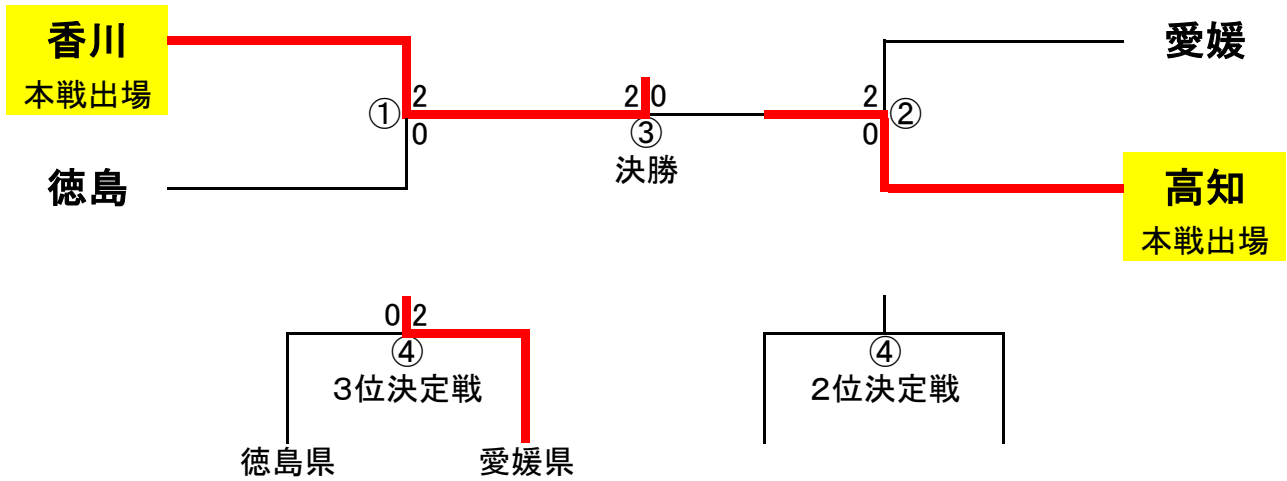 香川
本戦出場
愛媛
① 2
0
2 0
③
決勝
2 ②
0
徳島
高知
本戦出場
0 2
④
3位決定戦
④
2位決定戦
徳島県
愛媛県